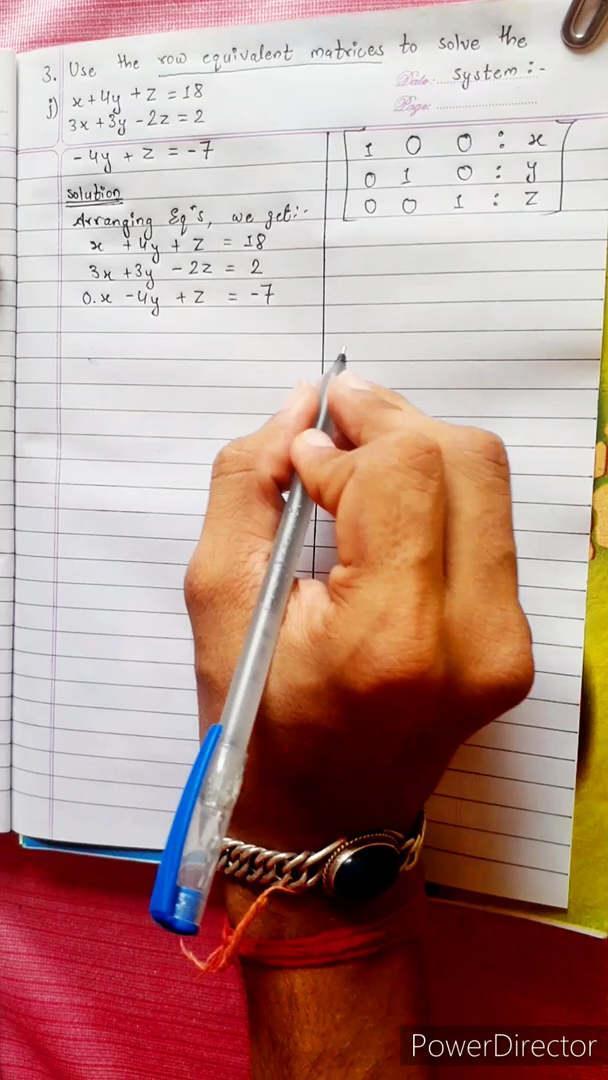 3. Use the row equivalent matrices to solve the
Date: system :-
Page:
j) x + 4y + z = 18
3x + 3y - 2z = 2
- 4y + z = -7
solution
Arranging Eqⁿs, we get:-
x + 4y + z = 18
3x + 3y - 2z = 2
0.x - 4y + z = -7
1 0 0 : x
0 1 0 : y
0 0 1 : z
PowerDirector